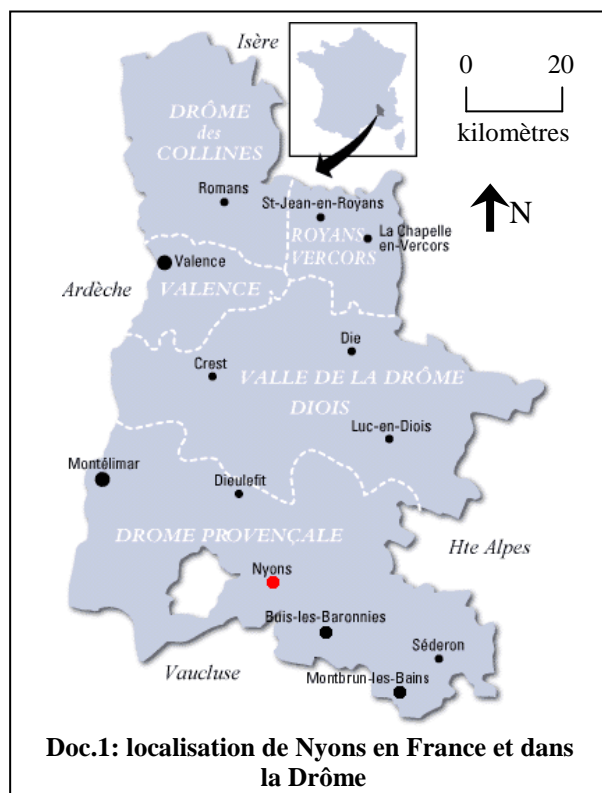 Isère
0 20
kilomètres
DRÔME
des
COLLINES
Romans
St-Jean-en-Royans
N
ROYANS
VERCORS
La Chapelle
en-Vercors
Valence
Ardèche
VALENCE
Die
Crest
VALLE DE LA DRÔME
DIOIS
Luc-en-Diois
Montélimar
Dieulefit
DROME PROVENÇALE
Hte Alpes
Nyons
Buis-les-Baronnies
Séderon
Vaucluse
Montbrun-les-Bains
Doc.1: localisation de Nyons en France et dans
la Drôme